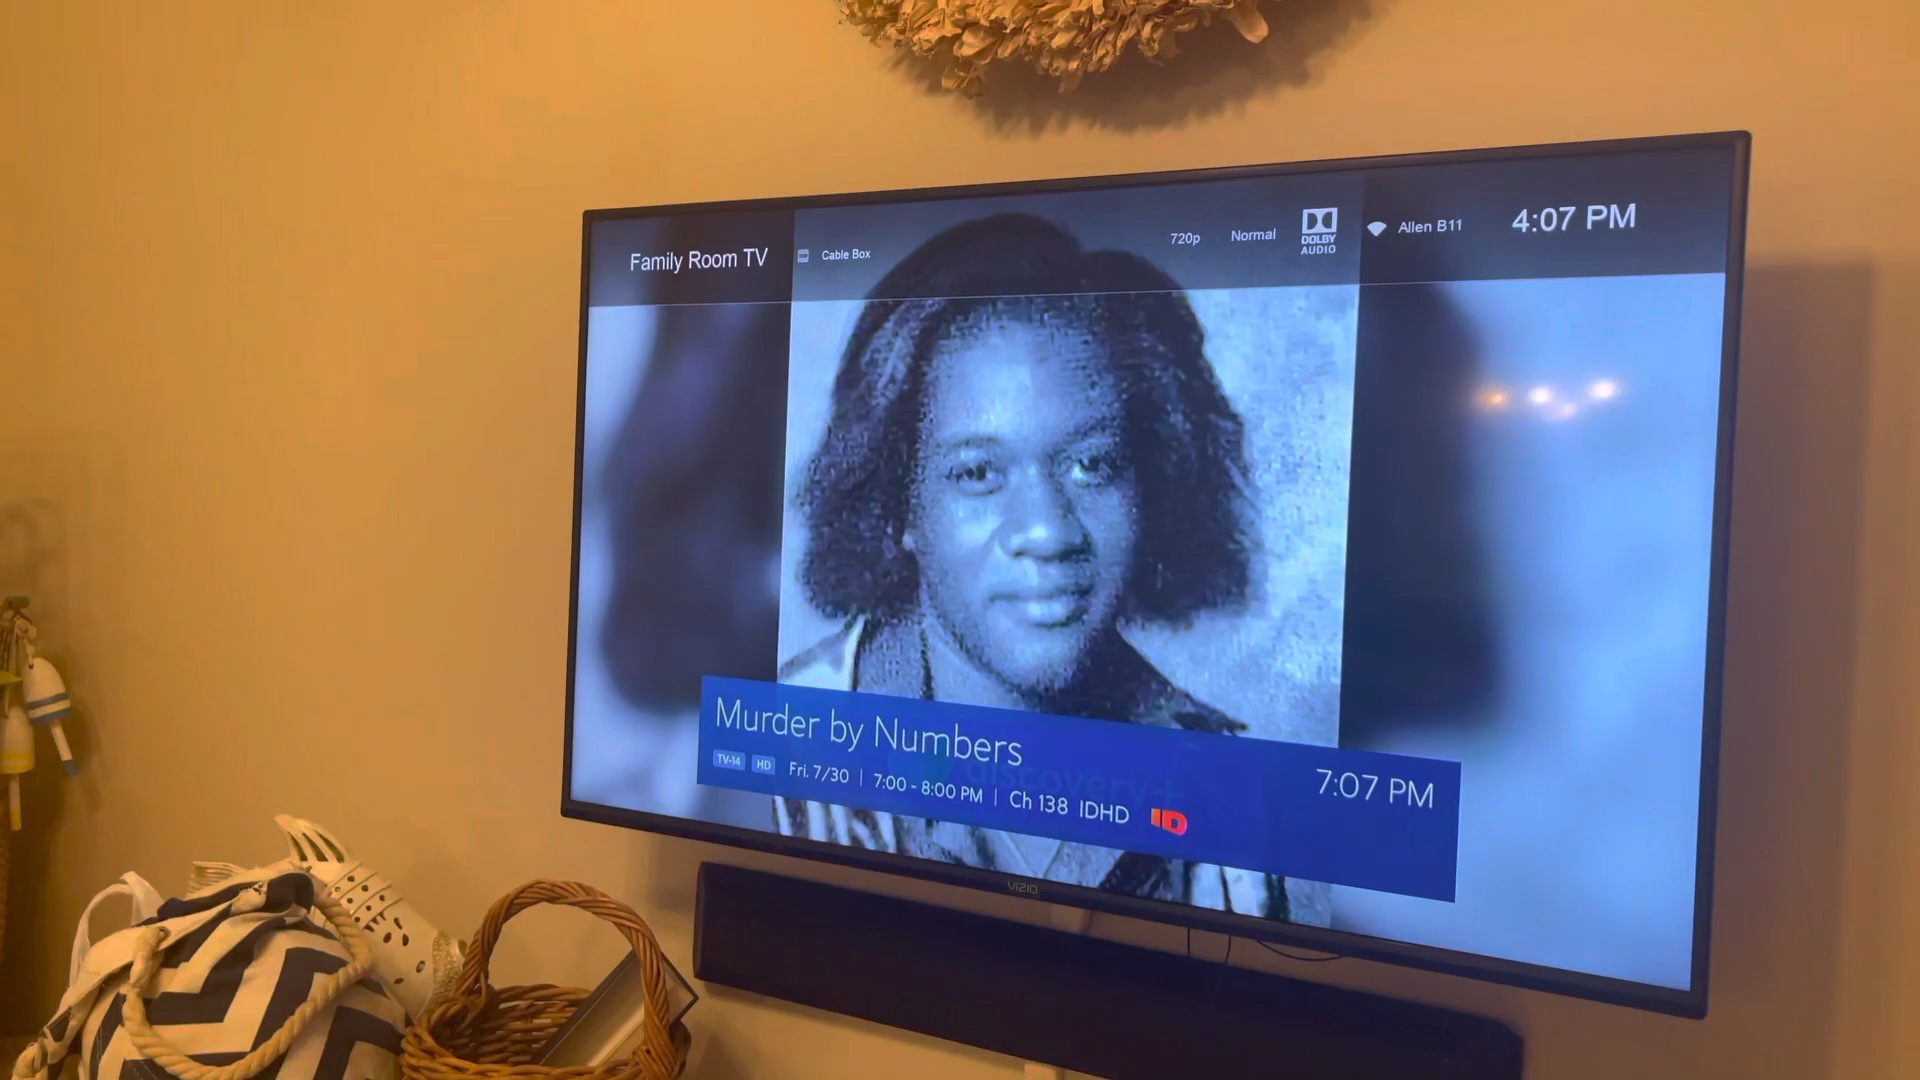 Family Room TV
Cable Box
720p
Normal
DOLBY
AUDIO
Allen B11
4:07 PM
Murder by Numbers
TV-14 HD Fri. 7/30 | 7:00 - 8:00 PM | Ch 138 IDHD ID
7:07 PM
discovery+
VIZIO